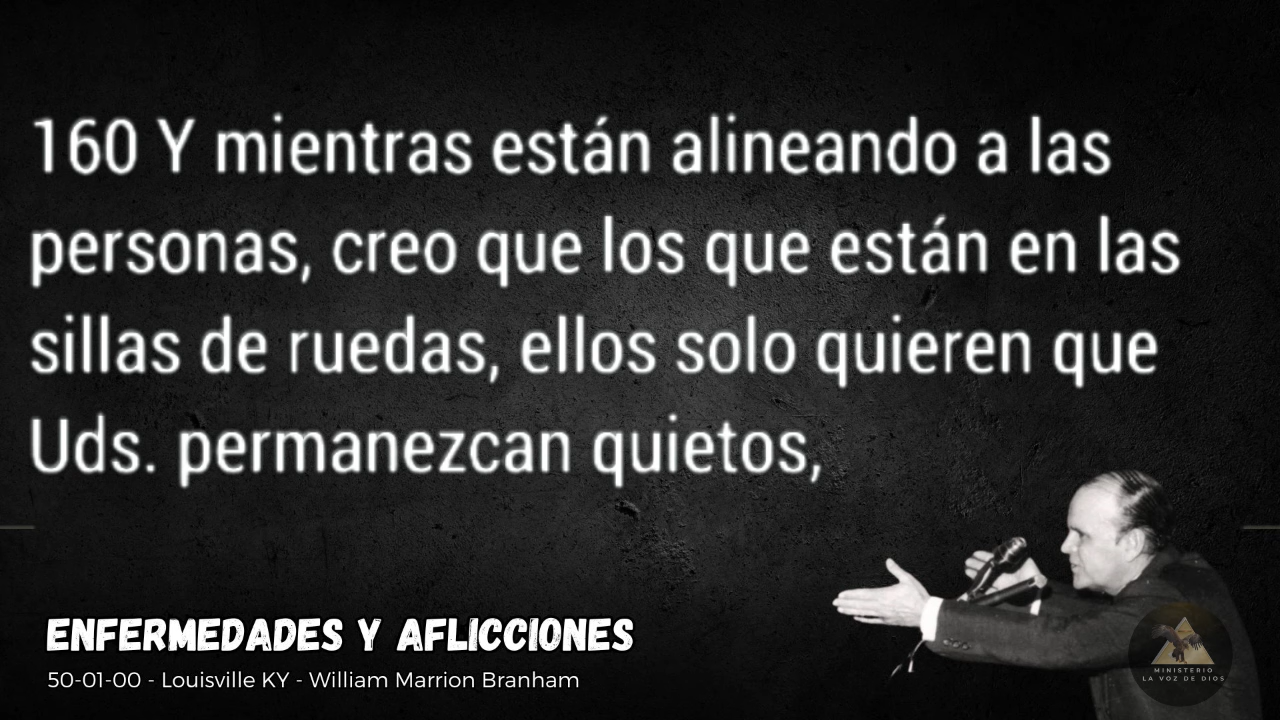 160 Y mientras están alineando a las
personas, creo que los que están en las
sillas de ruedas, ellos solo quieren que
Uds. permanezcan quietos,
ENFERMEDADES Y AFLICCIONES
50-01-00 - Louisville KY - William Marrion Branham
MINISTERIO
LA VOZ DE DIOS